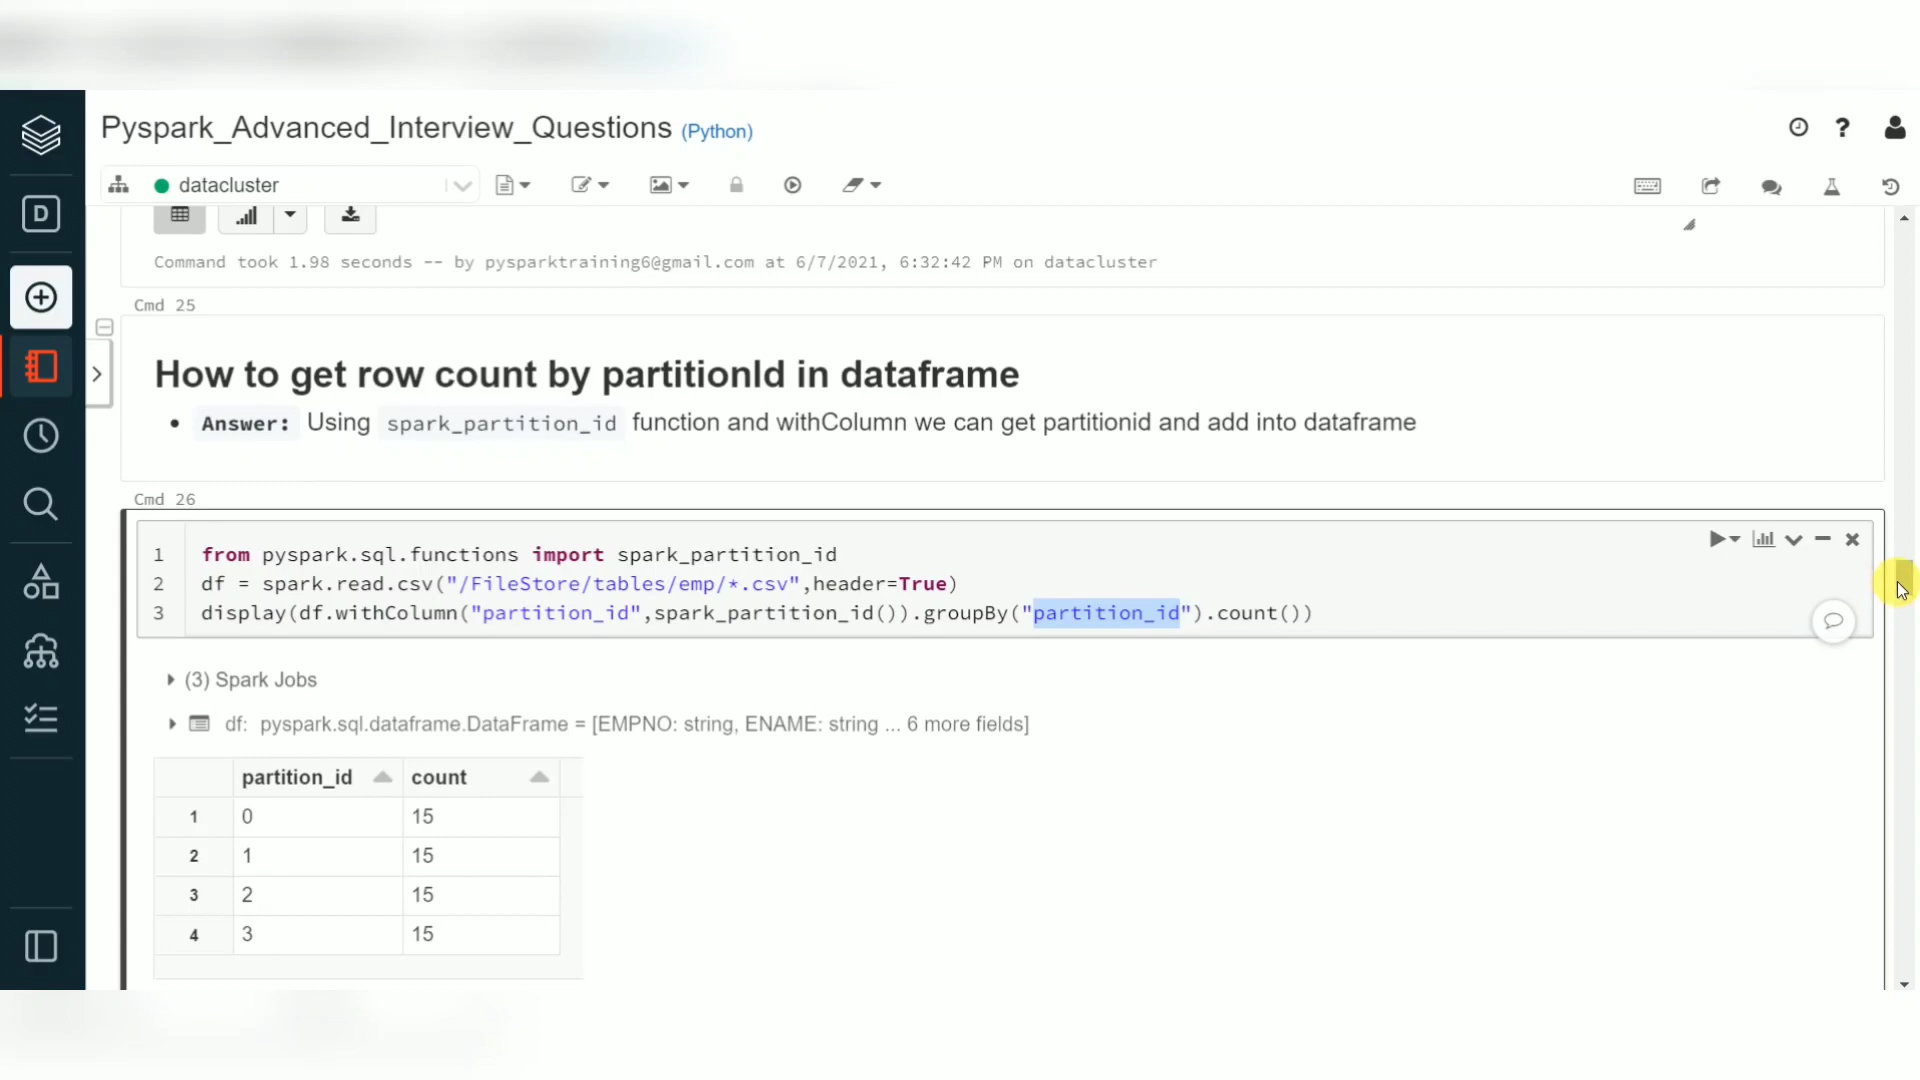 Pyspark_Advanced_Interview_Questions (Python)
D
datacluster
Command took 1.98 seconds -- by pysparktraining6@gmail.com at 6/7/2021, 6:32:42 PM on datacluster
Cmd 25
How to get row count by partitionId in dataframe
Answer: Using spark_partition_id function and withColumn we can get partitionid and add into dataframe
Cmd 26
1 from pyspark.sql.functions import spark_partition_id
2 df = spark.read.csv("/FileStore/tables/emp/*.csv",header=True)
3 display(df.withColumn("partition_id",spark_partition_id()).groupBy("partition_id").count())
(3) Spark Jobs
df: pyspark.sql.dataframe.DataFrame = [EMPNO: string, ENAME: string ... 6 more fields]
partition_id count
1 0 15
2 1 15
3 2 15
4 3 15